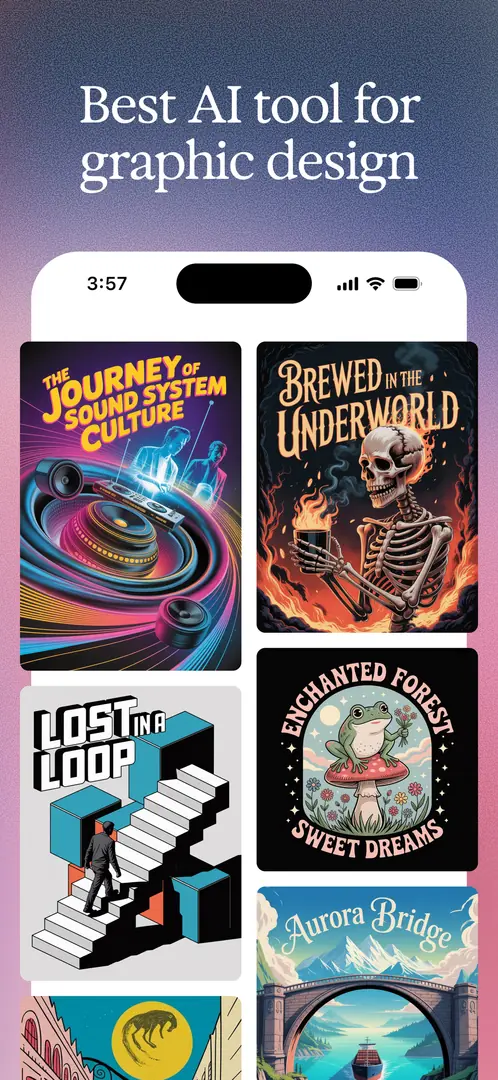 Best AI tool for
graphic design
3:57
THE
JOURNEY OF
SOUND SYSTEM
CULTURE
BREWED IN THE
UNDERWORLD
LOST IN A
LOOP
ENCHANTED FOREST
SWEET DREAMS
Aurora Bridge